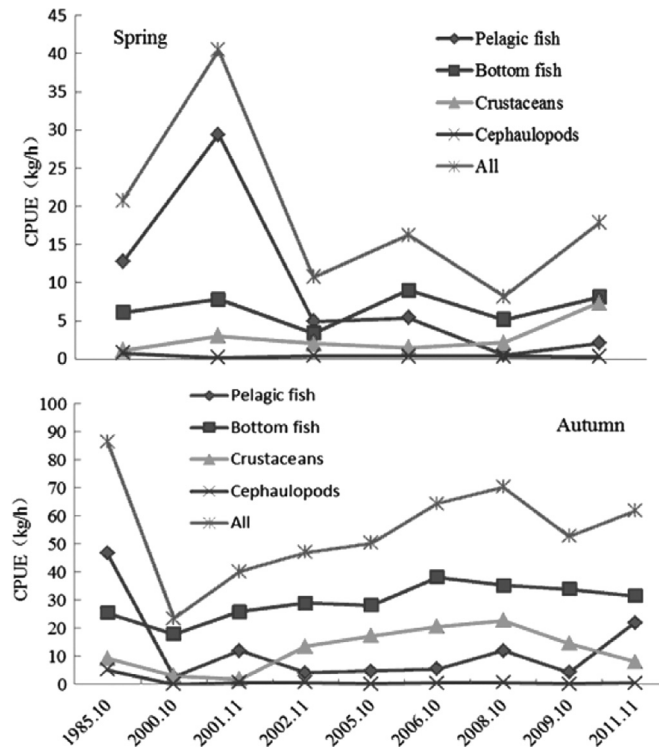 Spring
Pelagic fish
Bottom fish
Crustaceans
Cephaulopods
All
CPUE（kg/h）
45
40
35
30
25
20
15
10
5
0
Autumn
Pelagic fish
Bottom fish
Crustaceans
Cephaulopods
All
CPUE（kg/h）
100
90
80
70
60
50
40
30
20
10
0
1985.10
2000.10
2001.11
2002.11
2005.10
2006.10
2008.10
2009.10
2011.11